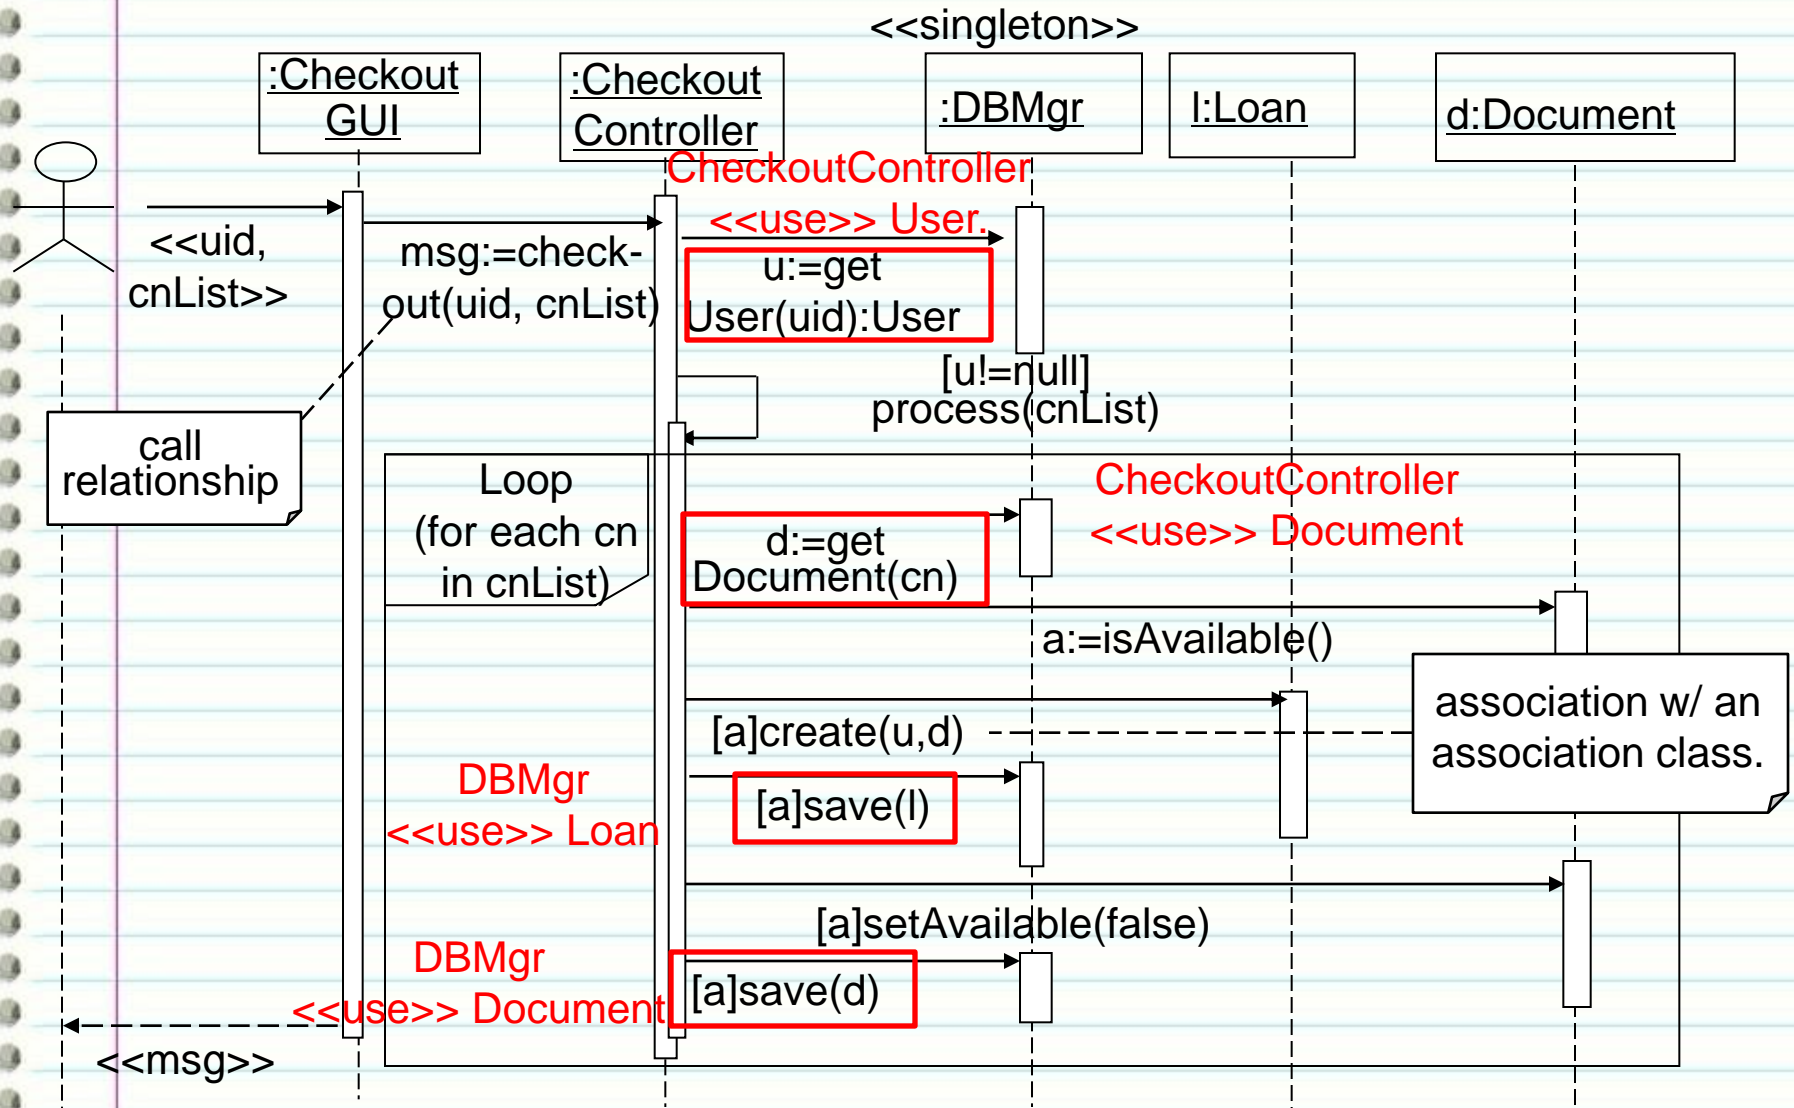 <<singleton>>
:Checkout
GUI
:Checkout
Controller
:DBMgr
l:Loan
d:Document
CheckoutController
<<use>> User.
<<uid,
cnList>>
msg:=check-
out(uid, cnList)
u:=get
User(uid):User
[u!=null]
process(cnList)
call
relationship
Loop
(for each cn
in cnList)
CheckoutController
<<use>> Document
d:=get
Document(cn)
a:=isAvailable()
association w/ an
association class.
[a]create(u,d)
DBMgr
<<use>> Loan
[a]save(l)
[a]setAvailable(false)
DBMgr
<<use>> Document
[a]save(d)
<<msg>>